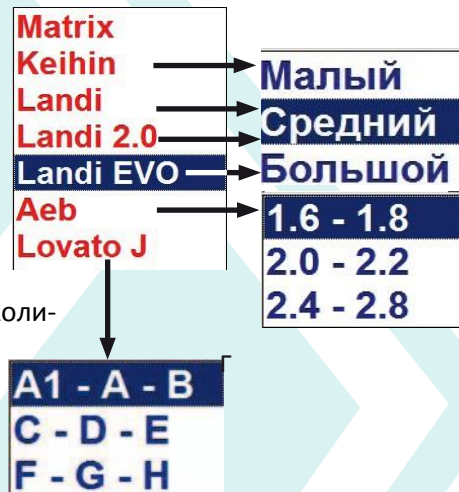 Matrix
Keihin
Landi
Landi 2.0
Landi EVO
Aeb
Lovato J
Малый
Средний
Большой
1.6 - 1.8
2.0 - 2.2
2.4 - 2.8
коли-
A1 - A - B
C - D - E
F - G - H